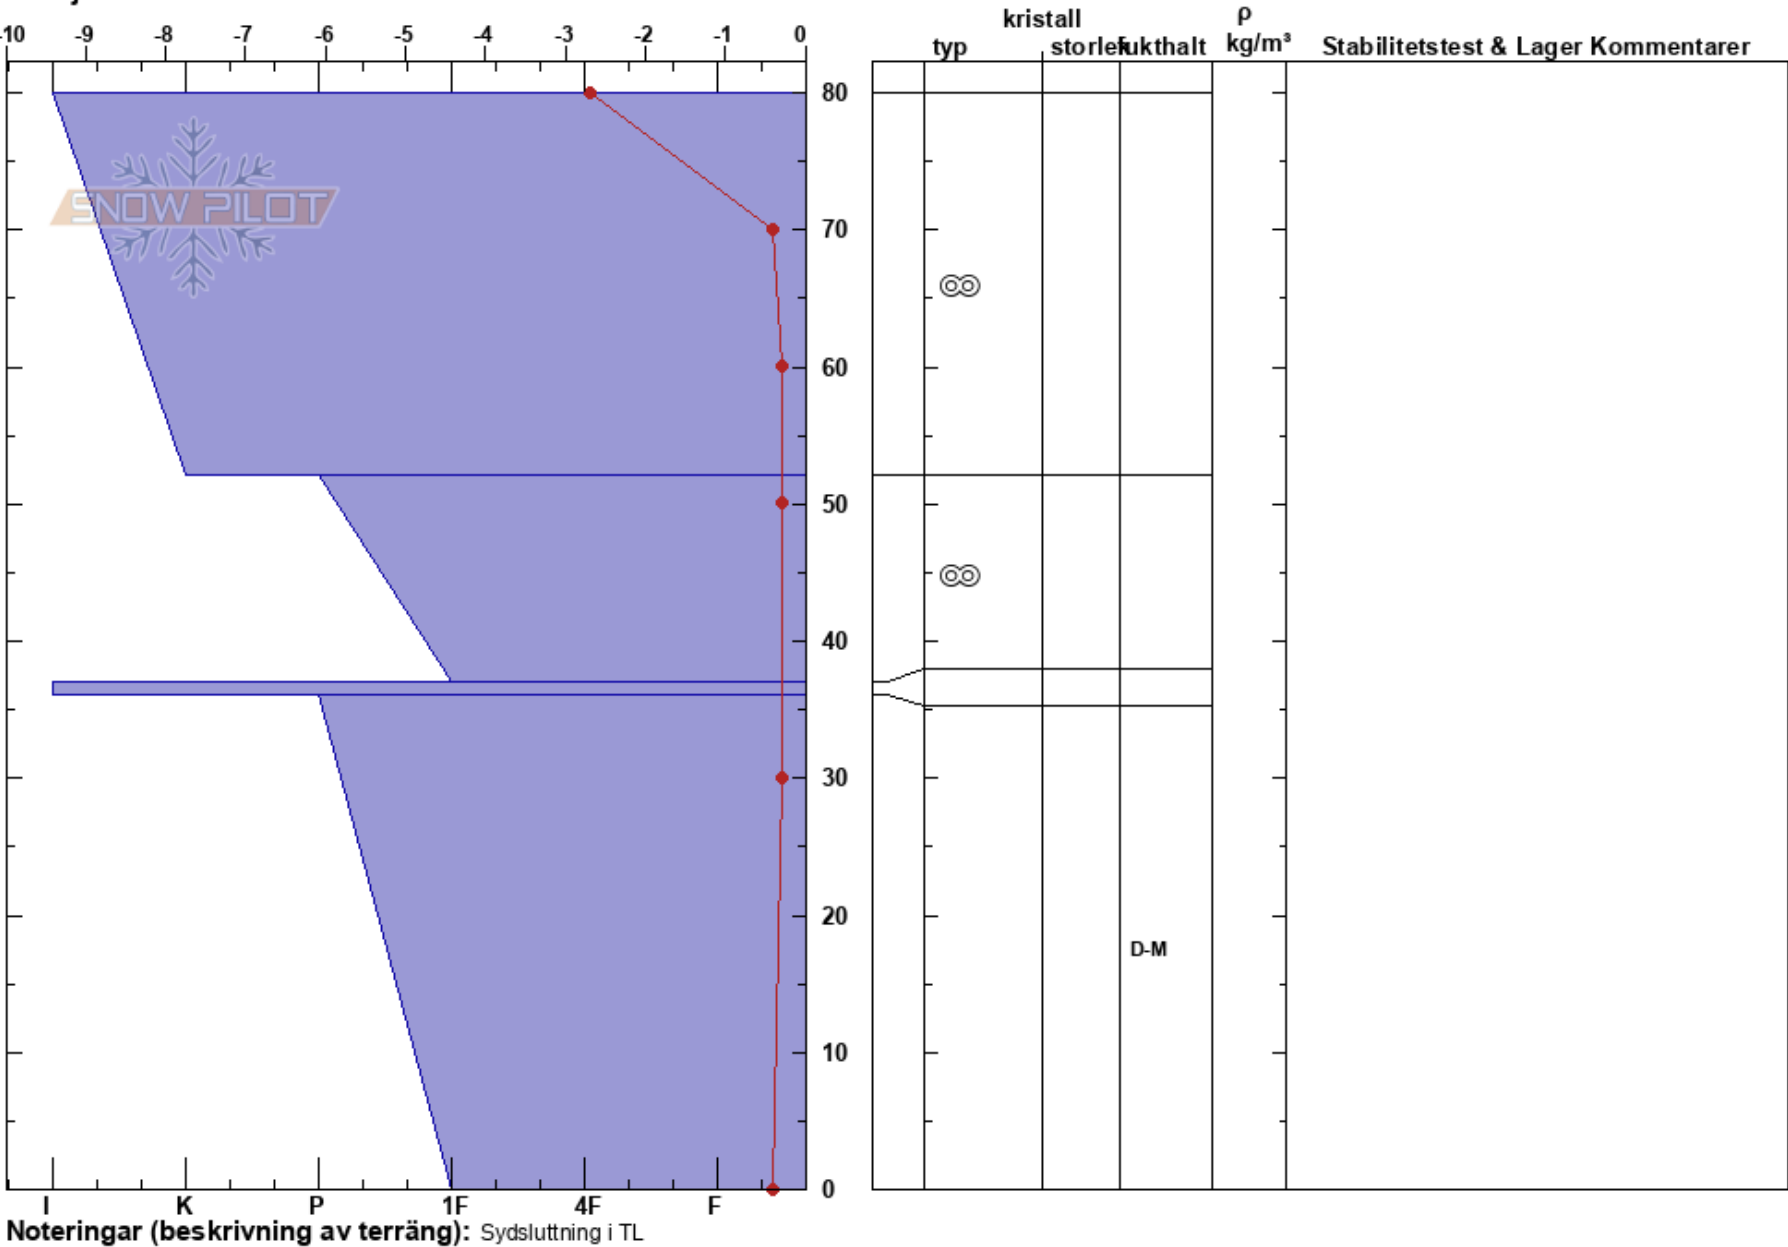 kristall ρ
-10 -9 -8 -7 -6 -5 -4 -3 -2 -1 0 typ storlek fukthalt kg/m³ Stabilitetstest & Lager Kommentarer
80
SNOW PILOT
70
60
50
40
30
20
D-M
10
0
I K P 1F 4F F
Noteringar (beskrivning av terräng): Sydsluttning i TL